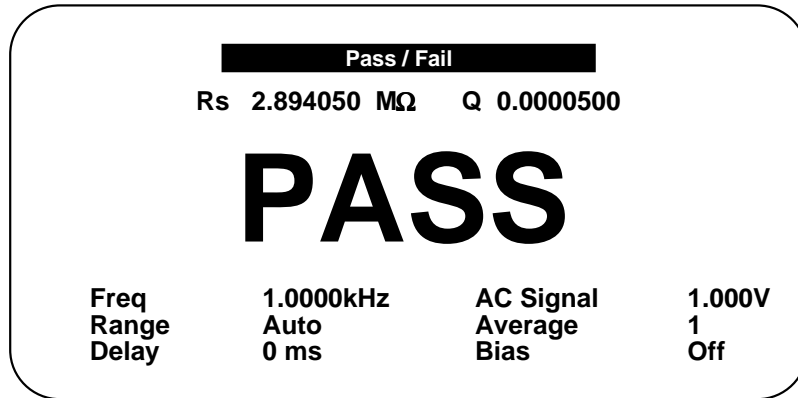 Pass / Fail
Rs 2.894050 MΩ Q 0.0000500
PASS
Freq 1.0000kHz AC Signal 1.000V
Range Auto Average 1
Delay 0 ms Bias Off